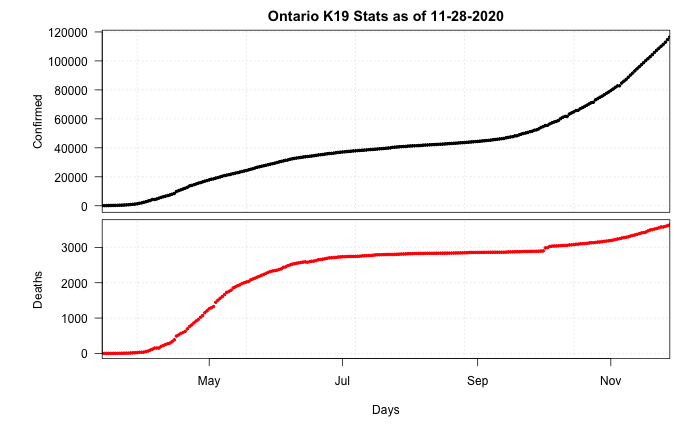 Ontario K19 Stats as of 11-28-2020
120000
100000
80000
60000
40000
20000
0
Confirmed
3000
2000
1000
0
Deaths
May Jul Sep Nov
Days